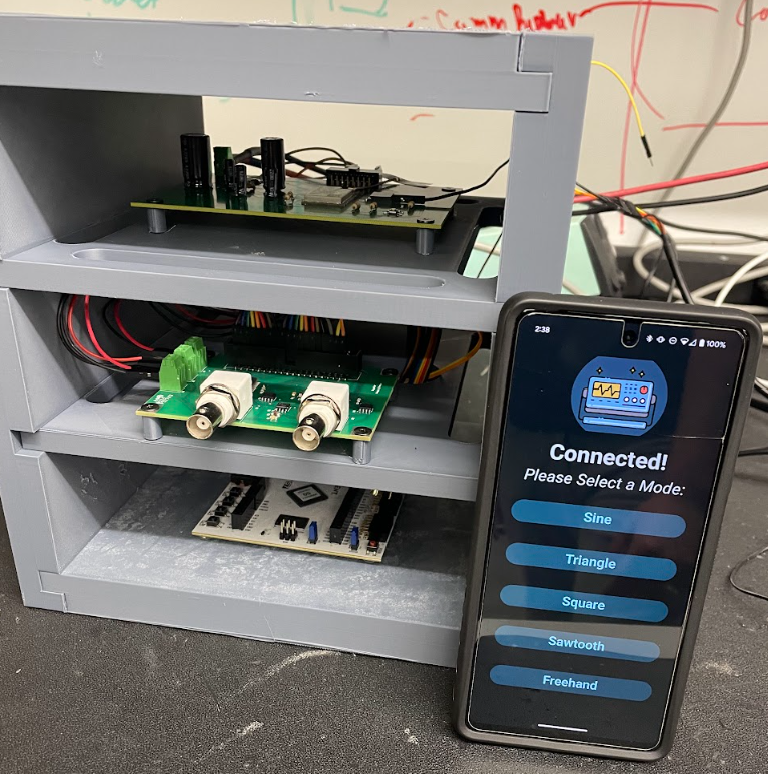 2:38
100%
Connected!
Please Select a Mode:
Sine
Triangle
Square
Sawtooth
Freehand